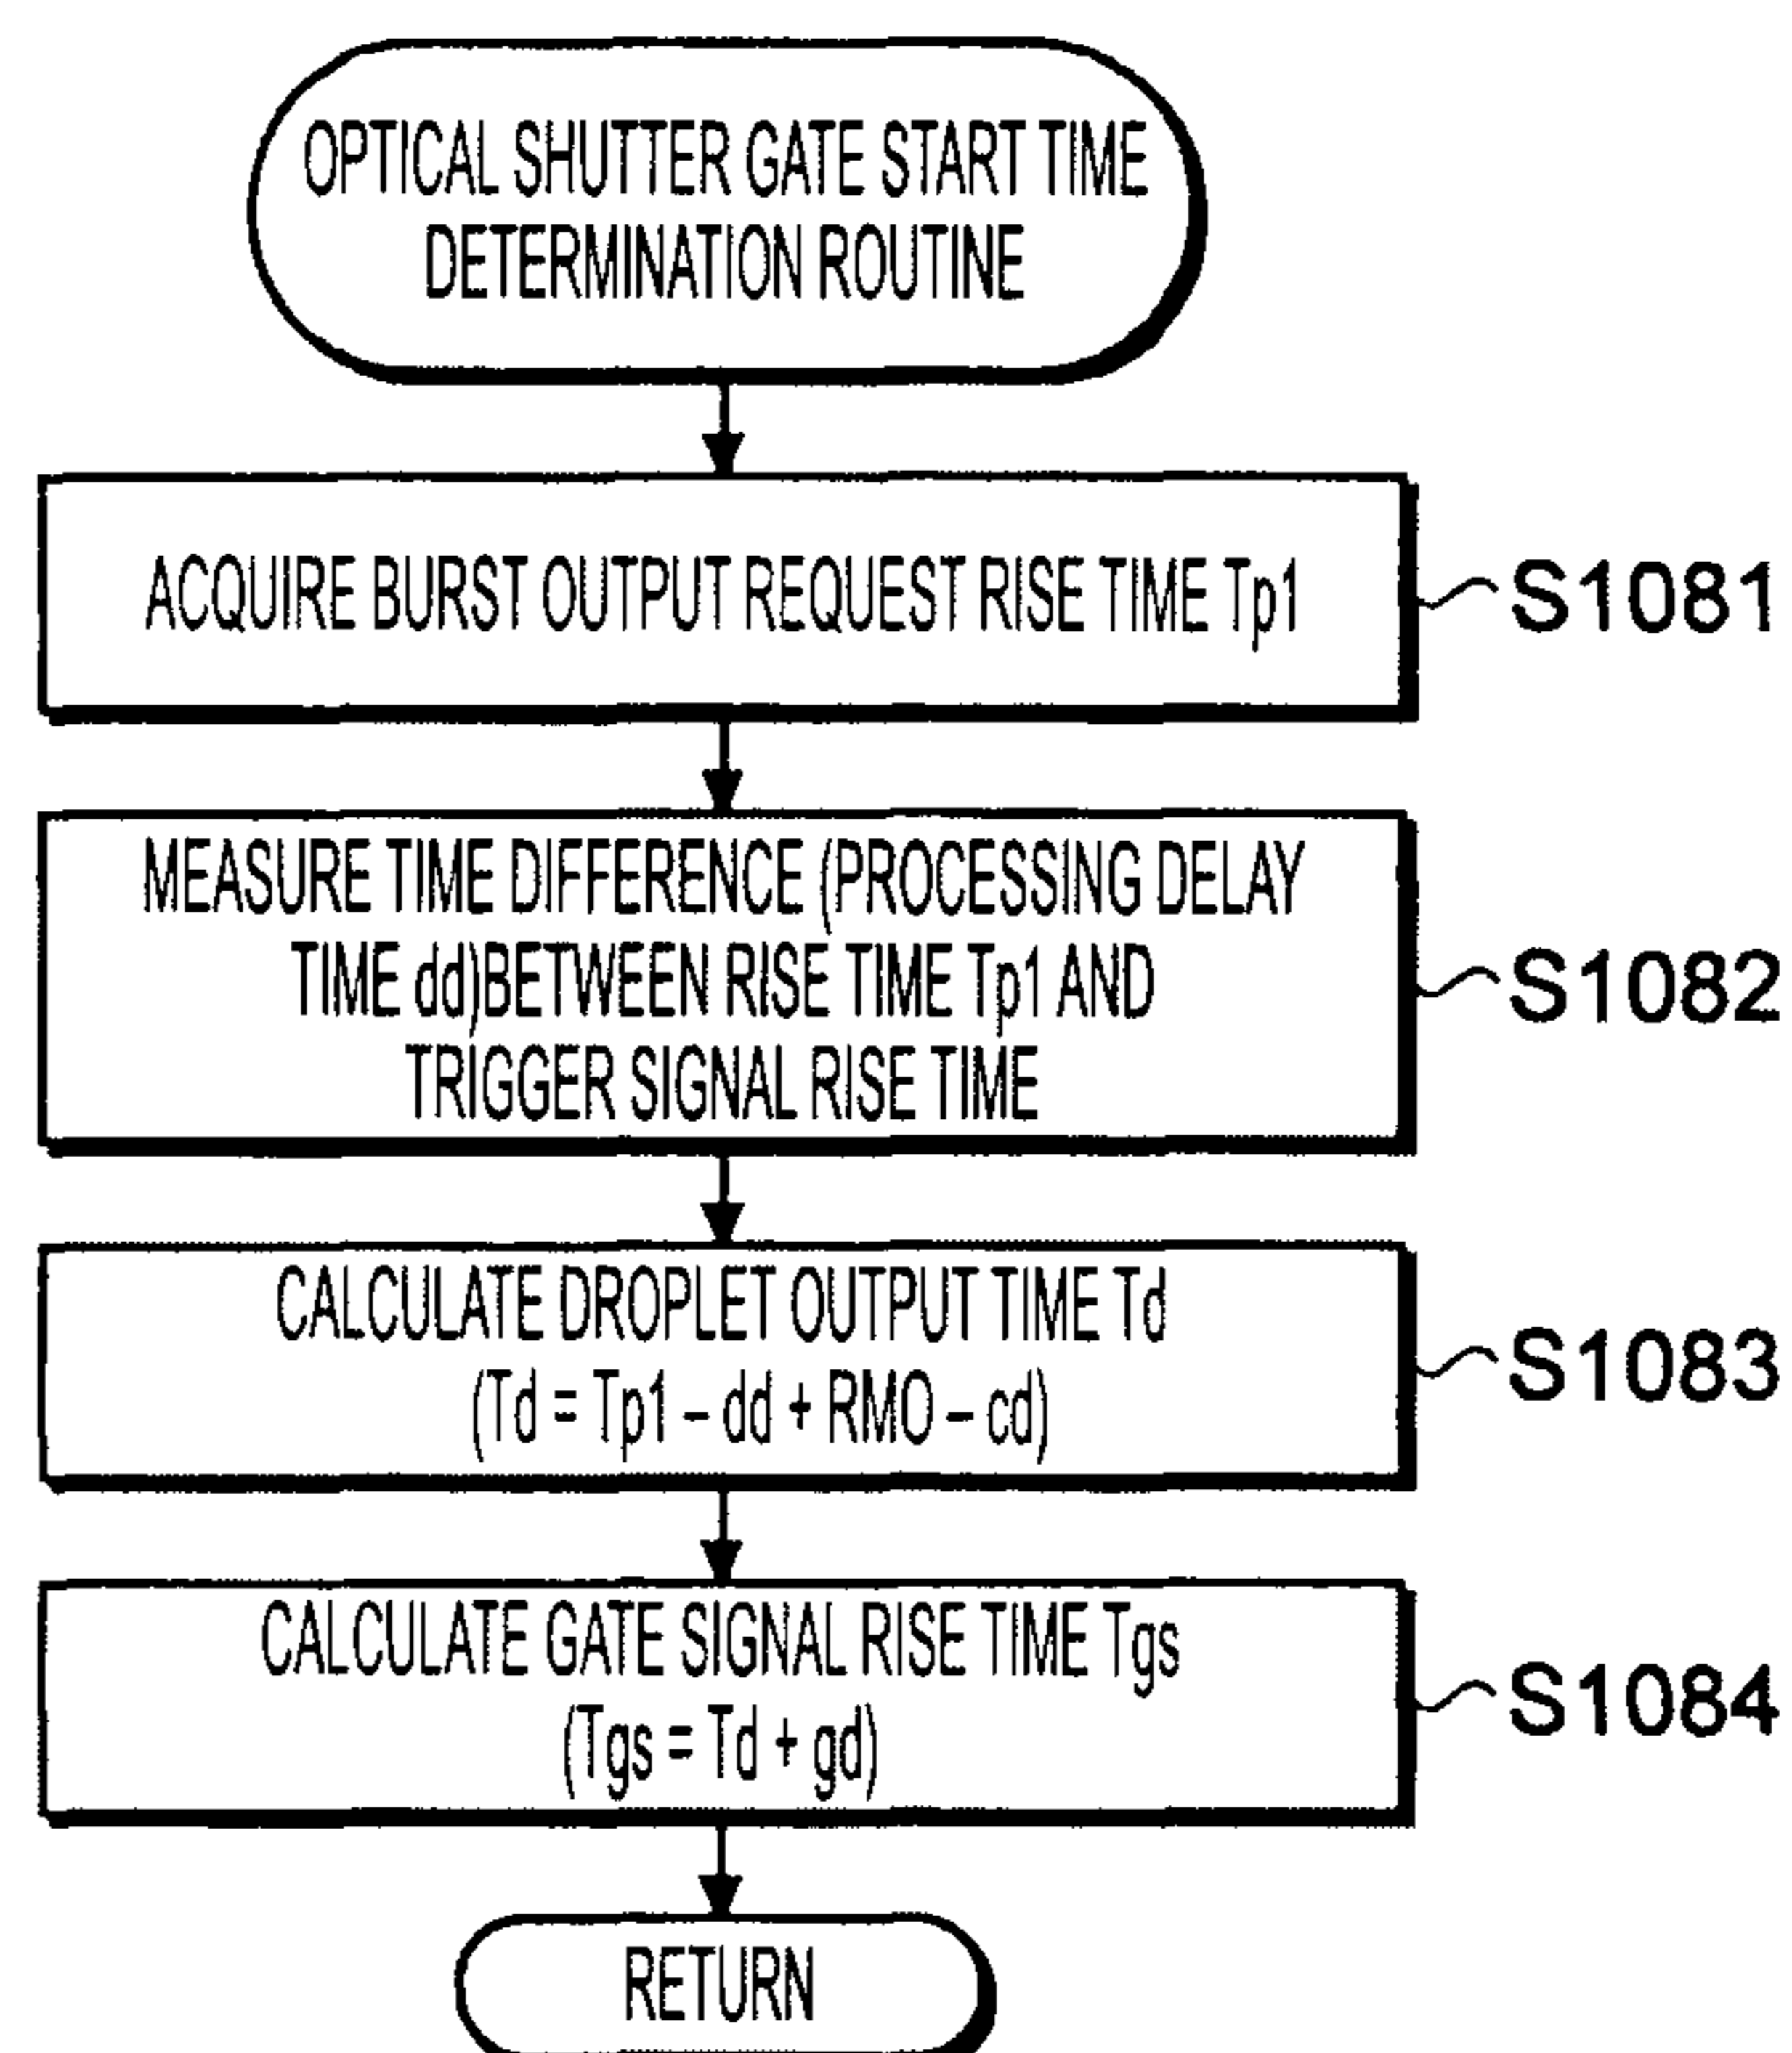 OPTICAL SHUTTER GATE START TIME
DETERMINATION ROUTINE
ACQUIRE BURST OUTPUT REQUEST RISE TIME Tp1
S1081
MEASURE TIME DIFFERENCE (PROCESSING DELAY
TIME dd)BETWEEN RISE TIME Tp1 AND
TRIGGER SIGNAL RISE TIME
S1082
CALCULATE DROPLET OUTPUT TIME Td
(Td = Tp1 – dd + RMO – cd)
S1083
CALCULATE GATE SIGNAL RISE TIME Tgs
(Tgs = Td + gd)
S1084
RETURN